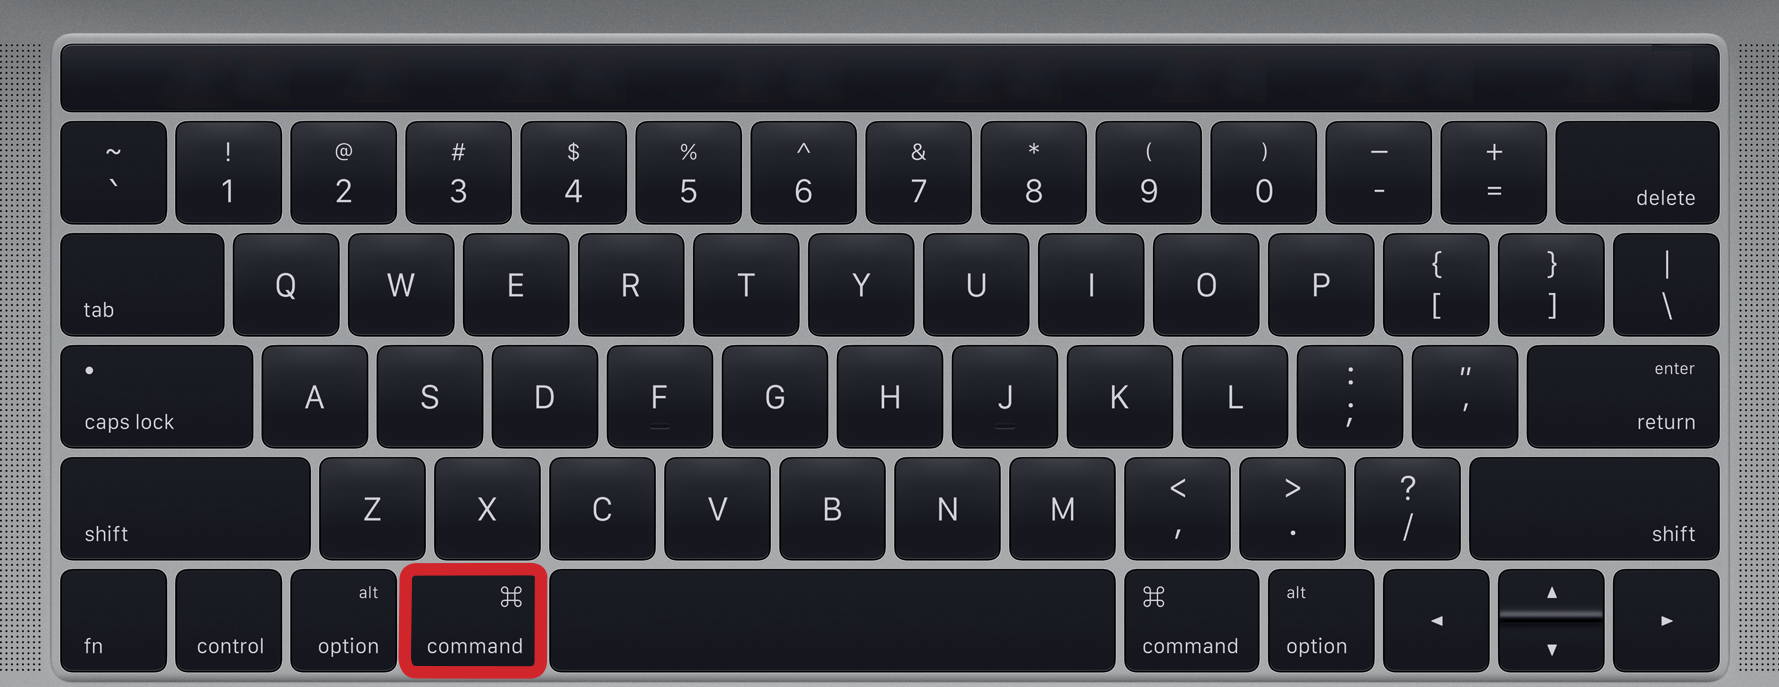 ~ ! @ # $ % ^ & * ( ) — +
` 1 2 3 4 5 6 7 8 9 0 - = delete
tab Q W E R T Y U I O P { [ } ] | \
• caps lock A S D F G H J K L : ; " ' enter return
shift Z X C V B N M < , > . ? / shift
fn control alt option ⌘ command ⌘ command alt option ◀ ▲ ▼ ▶